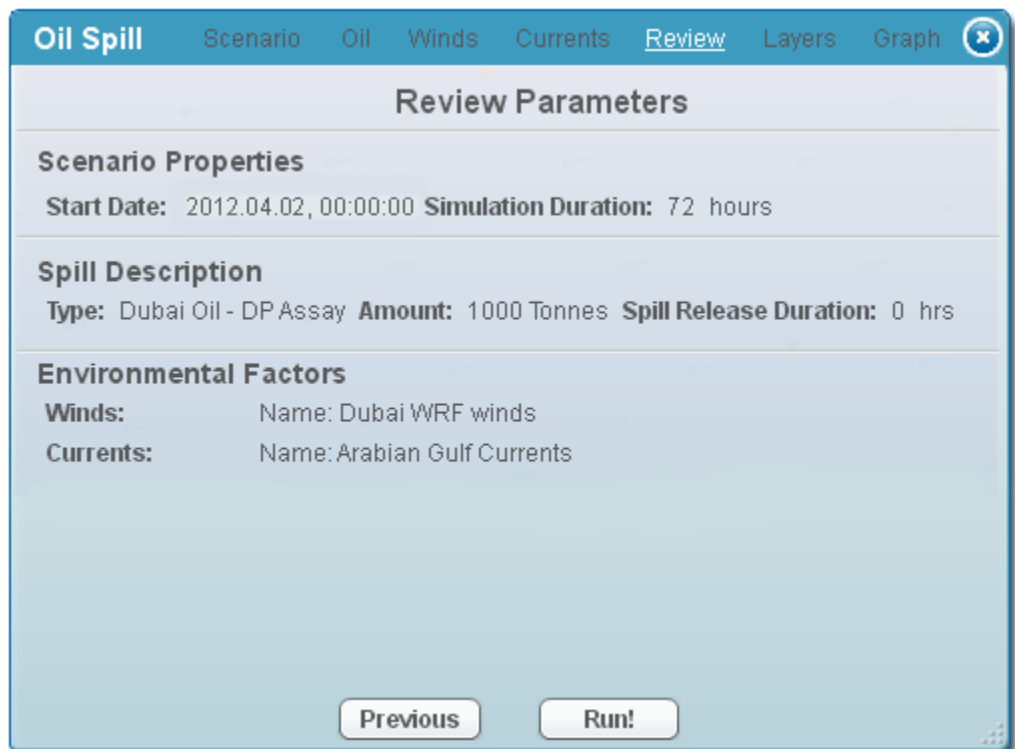 Oil Spill Scenario Oil Winds Currents Review Layers Graph
Review Parameters
Scenario Properties
Start Date: 2012.04.02, 00:00:00 Simulation Duration: 72 hours
Spill Description
Type: Dubai Oil - DP Assay Amount: 1000 Tonnes Spill Release Duration: 0 hrs
Environmental Factors
Winds: Name: Dubai WRF winds
Currents: Name: Arabian Gulf Currents
Previous Run!